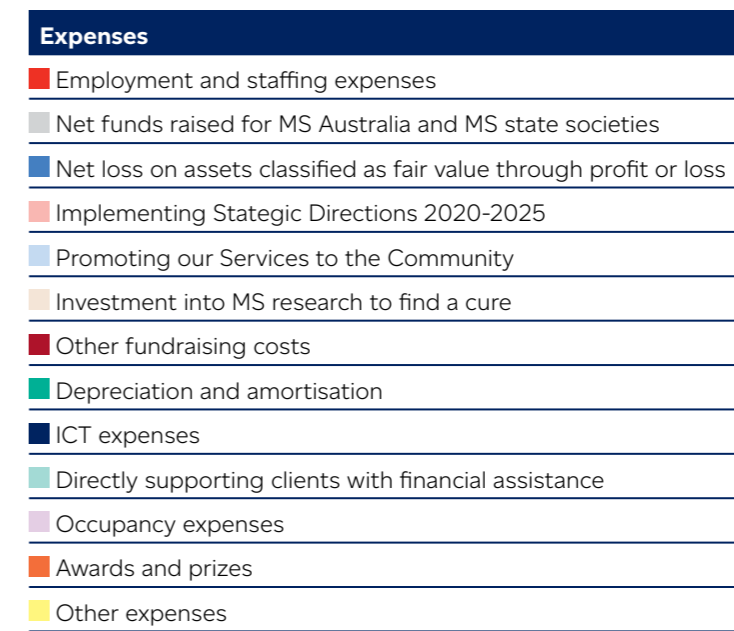 Expenses
Employment and staffing expenses
Net funds raised for MS Australia and MS state societies
Net loss on assets classified as fair value through profit or loss
Implementing Stategic Directions 2020-2025
Promoting our Services to the Community
Investment into MS research to find a cure
Other fundraising costs
Depreciation and amortisation
ICT expenses
Directly supporting clients with financial assistance
Occupancy expenses
Awards and prizes
Other expenses